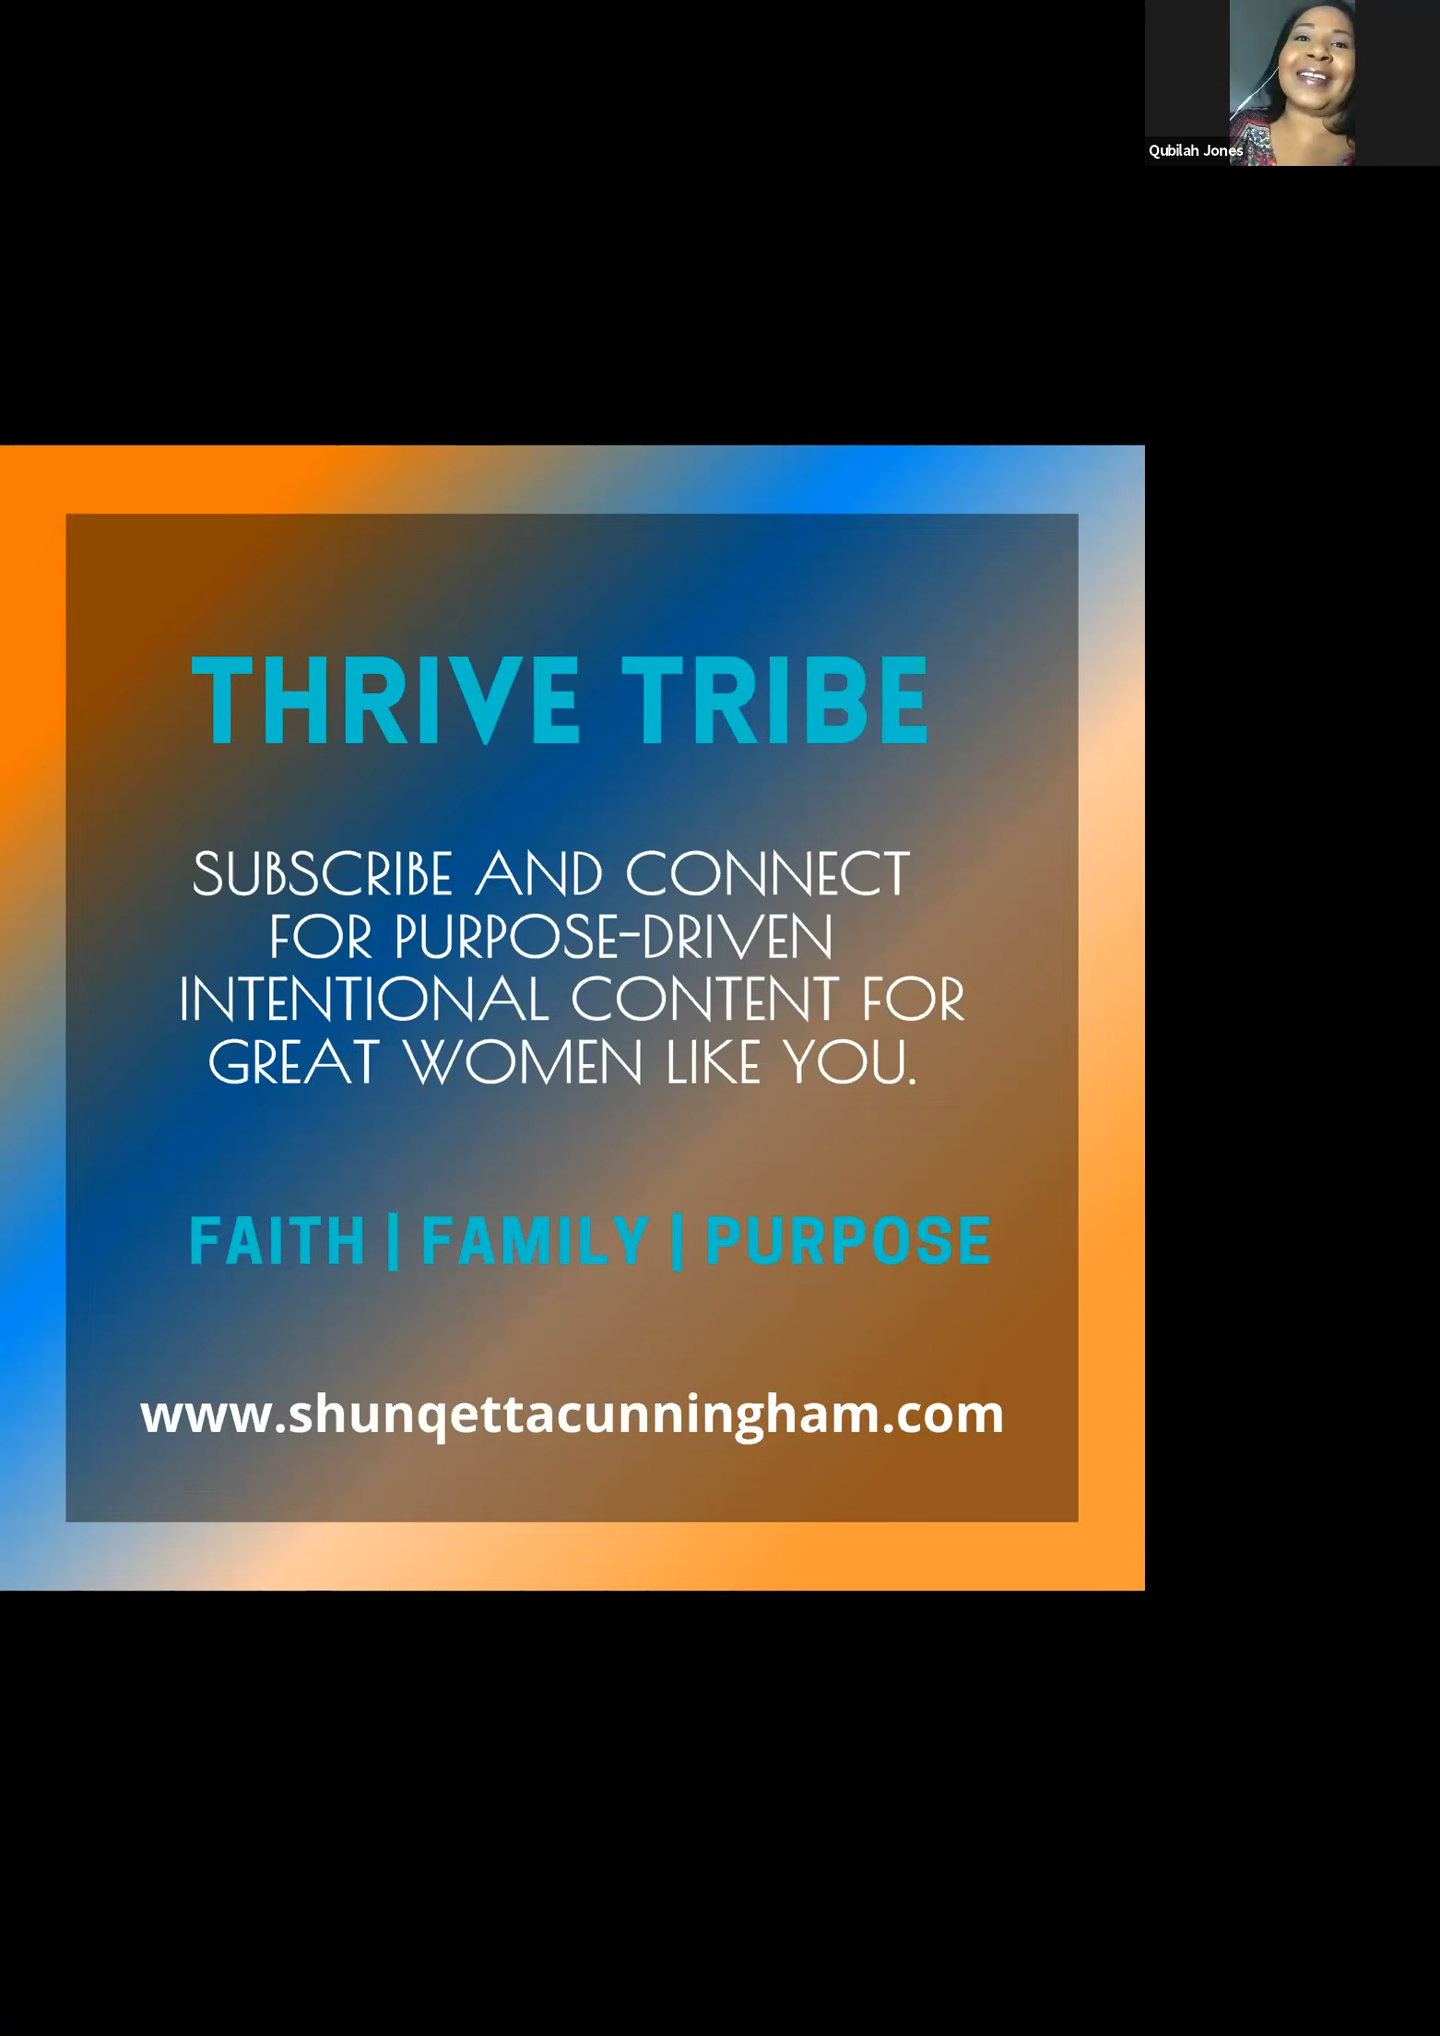 Qubilah Jones
THRIVE TRIBE
SUBSCRIBE AND CONNECT
FOR PURPOSE-DRIVEN
INTENTIONAL CONTENT FOR
GREAT WOMEN LIKE YOU.
FAITH | FAMILY | PURPOSE
www.shunqettacunningham.com